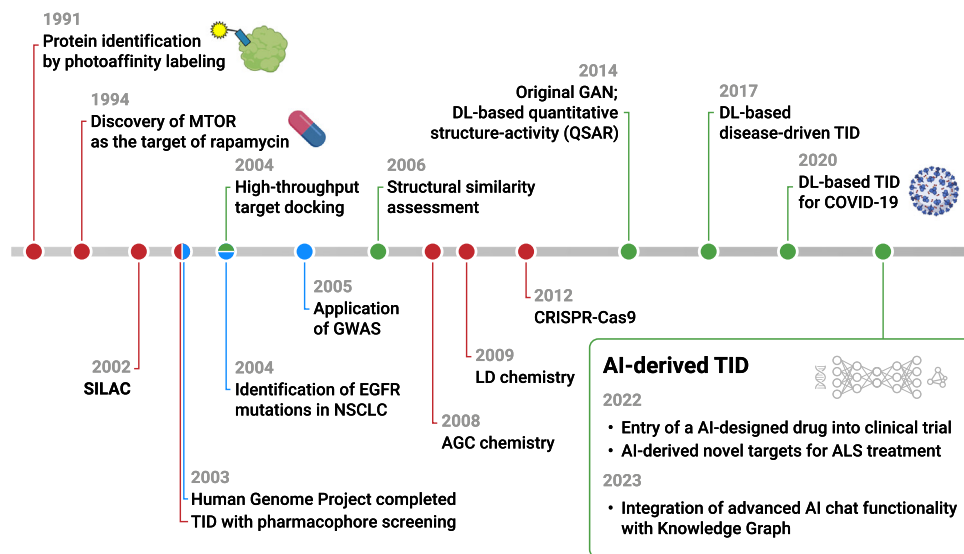 1991
Protein identification
by photoaffinity labeling
1994
Discovery of MTOR
as the target of rapamycin
2004
High-throughput
target docking
2006
Structural similarity
assessment
2014
Original GAN;
DL-based quantitative
structure-activity (QSAR)
2017
DL-based
disease-driven TID
2020
DL-based TID
for COVID-19
2002
SILAC
2003
Human Genome Project completed
TID with pharmacophore screening
2004
Identification of EGFR
mutations in NSCLC
2005
Application
of GWAS
2008
AGC chemistry
2009
LD chemistry
2012
CRISPR-Cas9
AI-derived TID
2022
• Entry of a AI-designed drug into clinical trial
• AI-derived novel targets for ALS treatment
2023
• Integration of advanced AI chat functionality
with Knowledge Graph